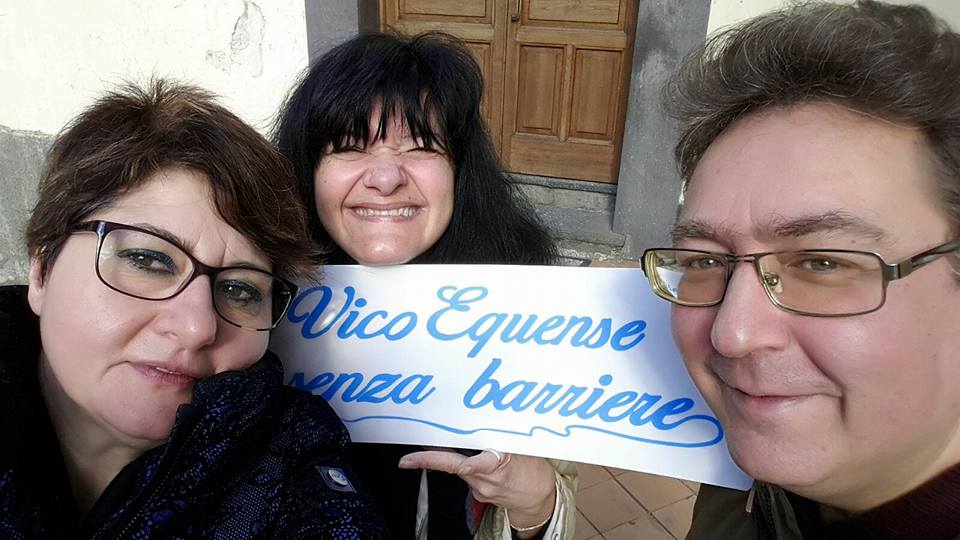 Vico Equense
senza barriere